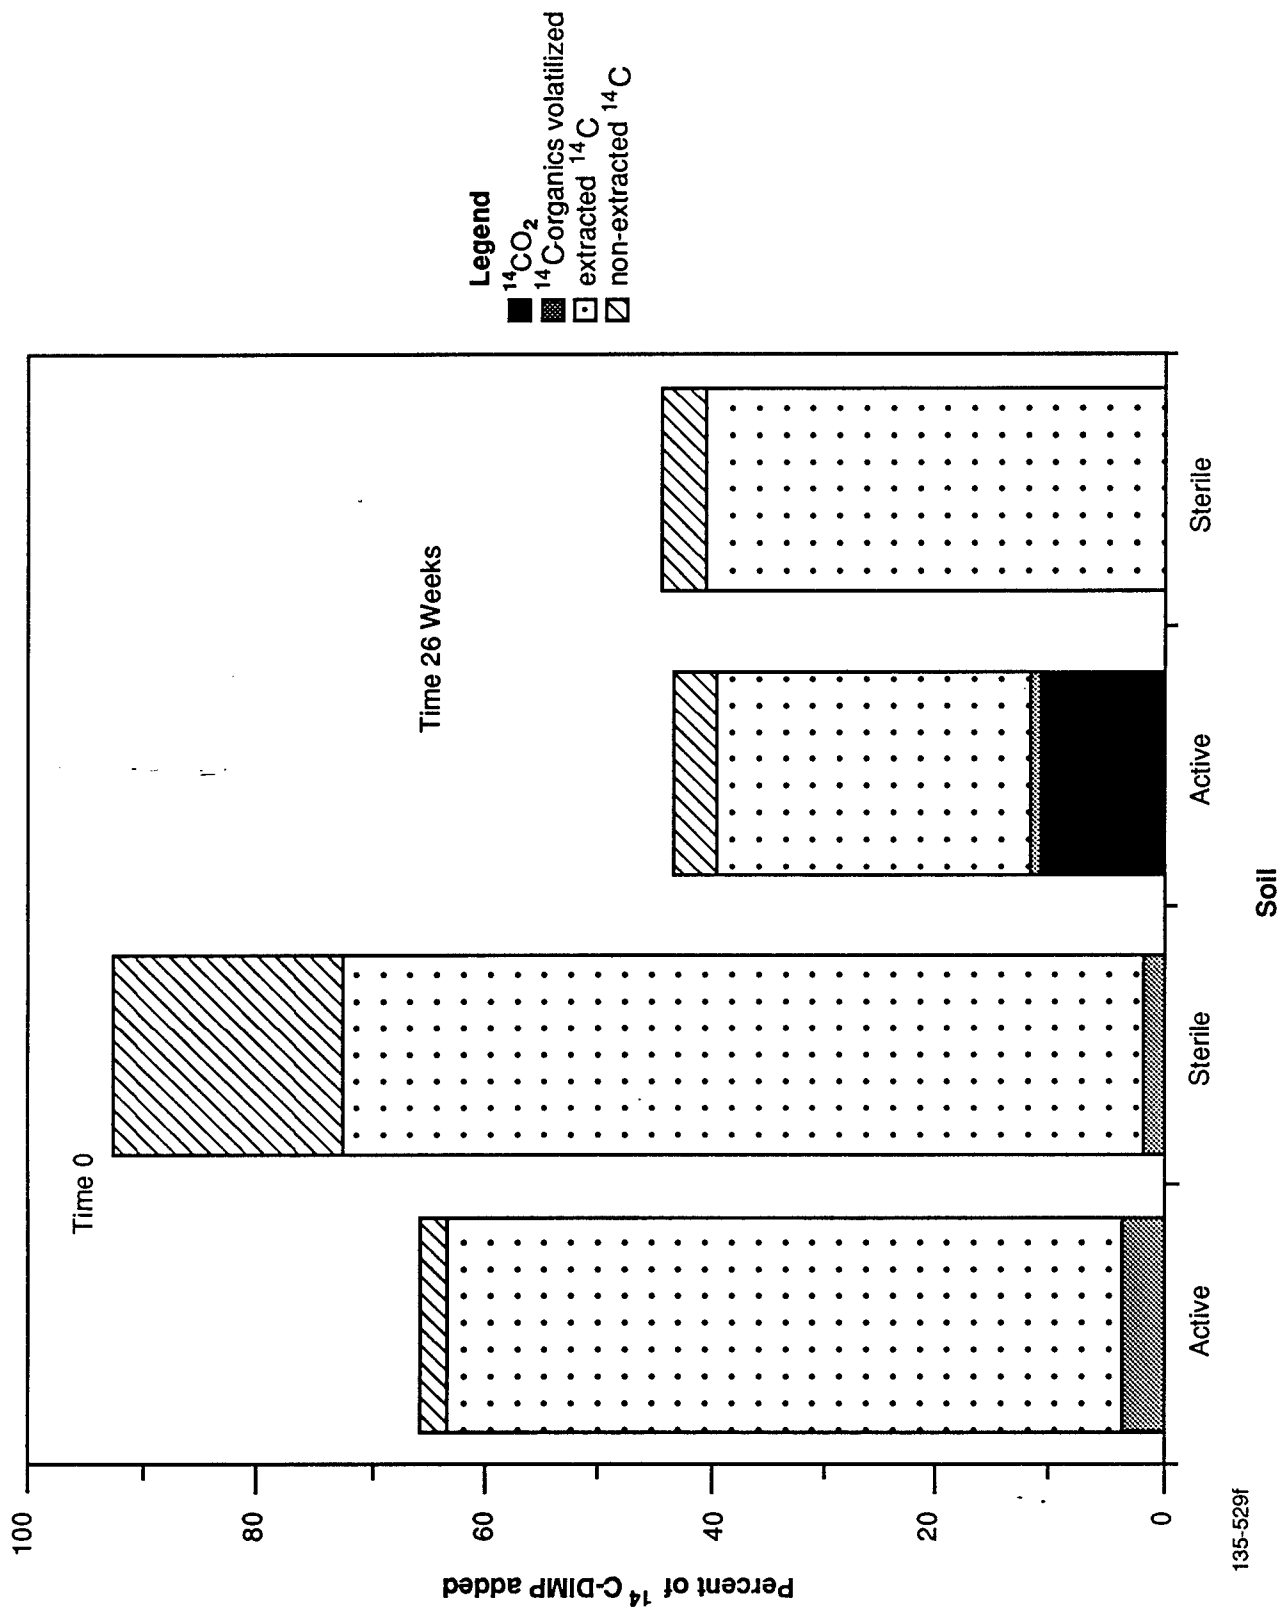 Percent of ¹⁴C-DIMP added
100
80
60
40
20
0
Time 0
Time 26 Weeks
Active
Sterile
Active
Sterile
Soil
Legend
¹⁴CO₂
¹⁴C-organics volatilized
extracted ¹⁴C
non-extracted ¹⁴C
135-529f